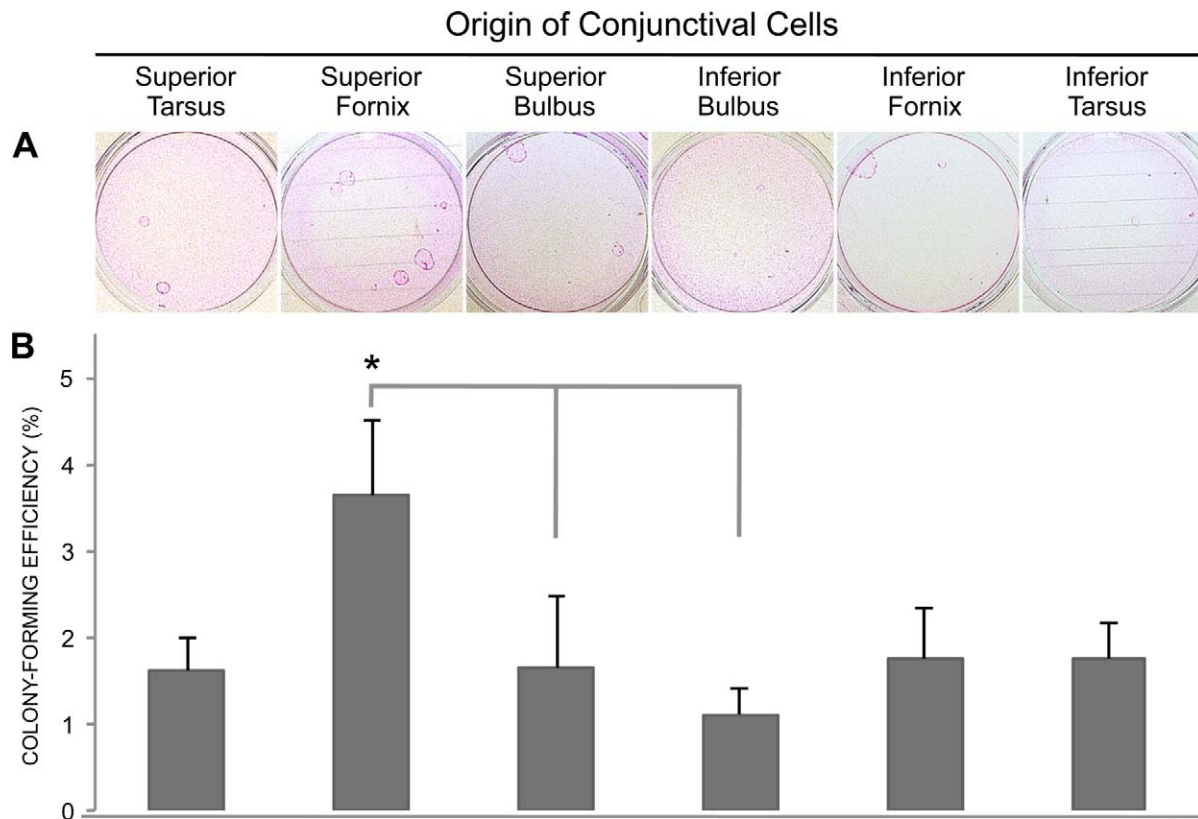 Origin of Conjunctival Cells
Superior Tarsus
Superior Fornix
Superior Bulbus
Inferior Bulbus
Inferior Fornix
Inferior Tarsus
A
B
*
COLONY-FORMING EFFICIENCY (%)
5
4
3
2
1
0